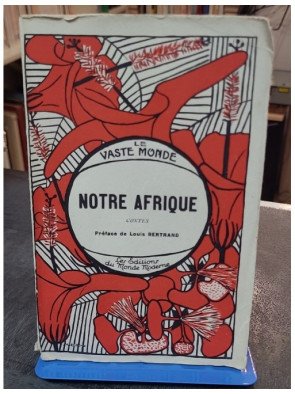 LE
VASTE MONDE
NOTRE AFRIQUE
CONTES
Préface de Louis BERTRAND
Les Éditions
du Monde Moderne